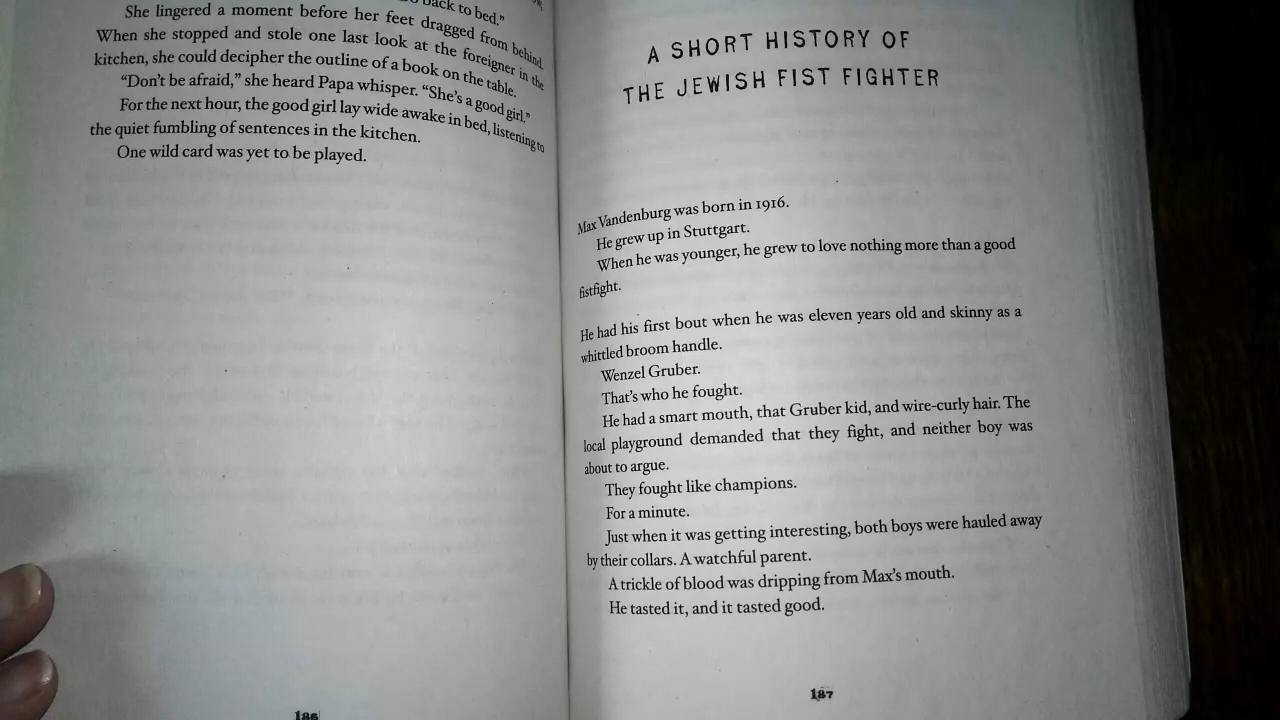 back to bed.”
She lingered a moment before her feet dragged from behind.
When she stopped and stole one last look at the foreigner in the
kitchen, she could decipher the outline of a book on the table.
“Don’t be afraid,” she heard Papa whisper. “She’s a good girl.”
For the next hour, the good girl lay wide awake in bed, listening to
the quiet fumbling of sentences in the kitchen.
One wild card was yet to be played.
186
A SHORT HISTORY OF
THE JEWISH FIST FIGHTER
Max Vandenburg was born in 1916.
He grew up in Stuttgart.
When he was younger, he grew to love nothing more than a good
fistfight.
He had his first bout when he was eleven years old and skinny as a
whittled broom handle.
Wenzel Gruber.
That’s who he fought.
He had a smart mouth, that Gruber kid, and wire-curly hair. The
local playground demanded that they fight, and neither boy was
about to argue.
They fought like champions.
For a minute.
Just when it was getting interesting, both boys were hauled away
by their collars. A watchful parent.
A trickle of blood was dripping from Max’s mouth.
He tasted it, and it tasted good.
187